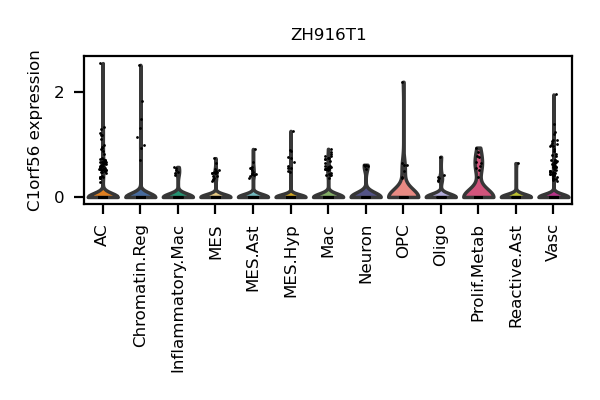 ZH916T1
C1orf56 expression
2
0
AC
Chromatin.Reg
Inflammatory.Mac
MES
MES.Ast
MES.Hyp
Mac
Neuron
OPC
Oligo
Prolif.Metab
Reactive.Ast
Vasc